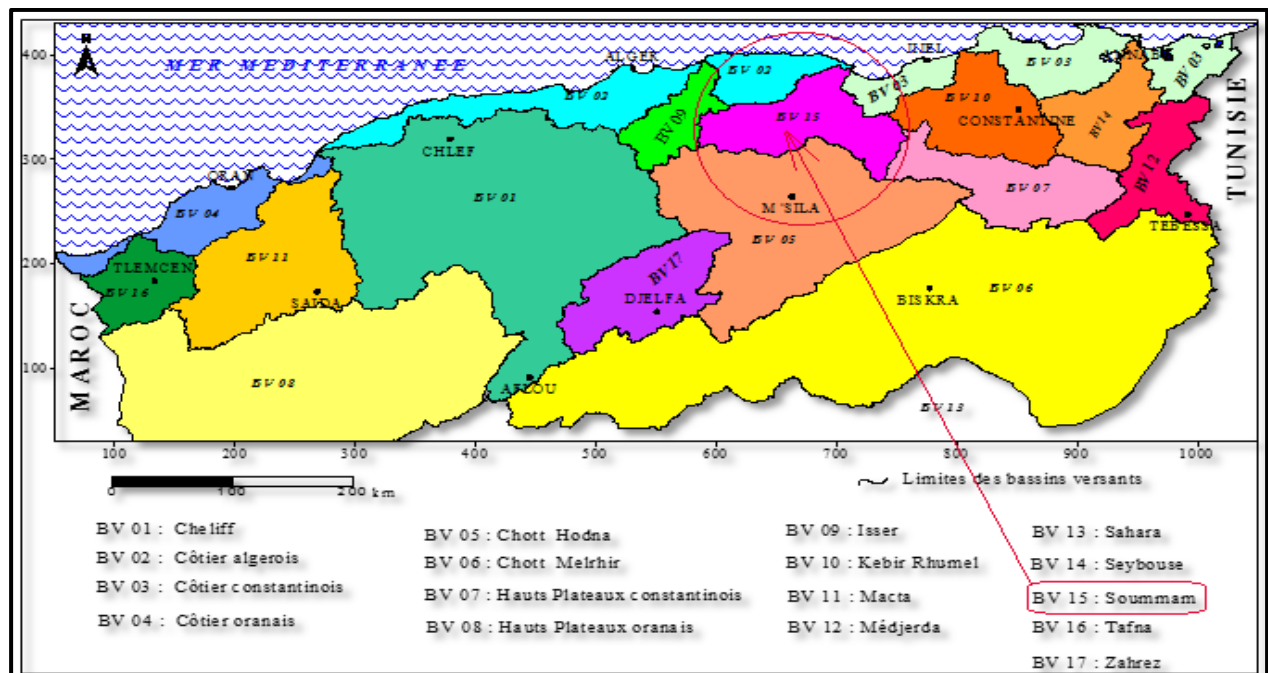 N
400
300
200
100
MER MEDITERRANEE
ALGER
JIJEL
ANNABA
ORAN
CHLEF
CONSTANTINE
TLEMCEN
SAIDA
M'SILA
DJELFA
BISKRA
TEBESSA
AFLOU
MAROC
TUNISIE
BV 02
BV 02
BV 03
BV 03
BV 03
BV 09
BV 15
BV 10
BV 14
BV 12
BV 07
BV 04
BV 01
BV 11
BV 16
BV 05
BV 17
BV 06
BV 08
BV 13
100 200 300 400 500 600 700 800 900 1000
0 100 200 km
Limites des bassins versants
BV 01 : Cheliff
BV 02 : Côtier algerois
BV 03 : Côtier constantinois
BV 04 : Côtier oranais
BV 05 : Chott Hodna
BV 06 : Chott Melrhir
BV 07 : Hauts Plateaux constantinois
BV 08 : Hauts Plateaux oranais
BV 09 : Isser
BV 10 : Kebir Rhumel
BV 11 : Macta
BV 12 : Médjerda
BV 13 : Sahara
BV 14 : Seybouse
BV 15 : Soummam
BV 16 : Tafna
BV 17 : Zahrez